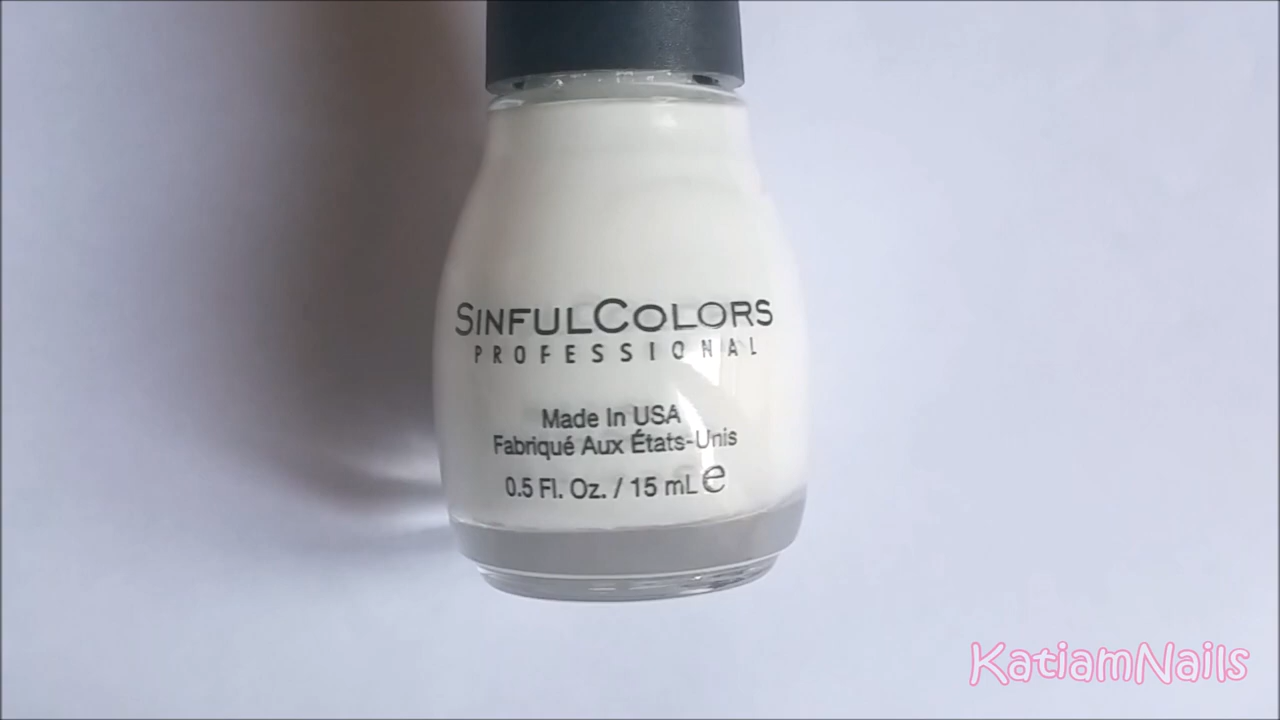 SINFULCOLORS
PROFESSIONAL
Made In USA
Fabriqué Aux États-Unis
0.5 Fl. Oz. / 15 mL e
KatiamNails